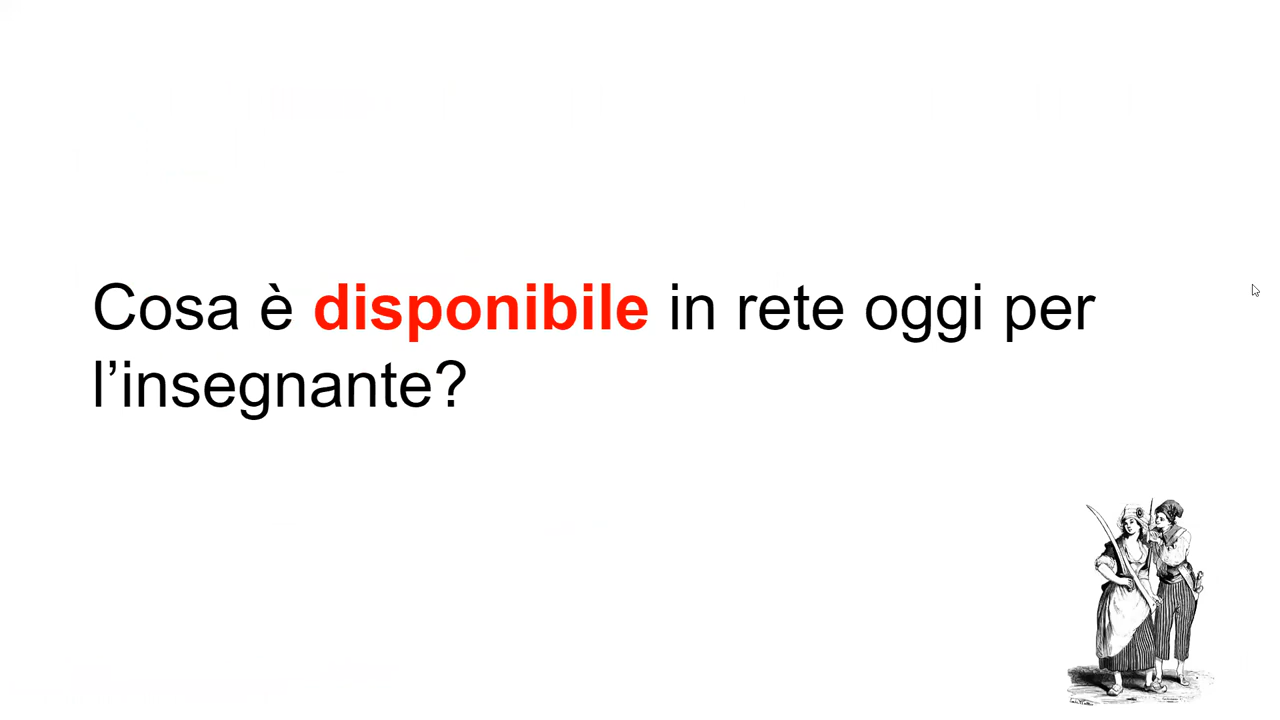 Cosa è disponibile in rete oggi per
l’insegnante?